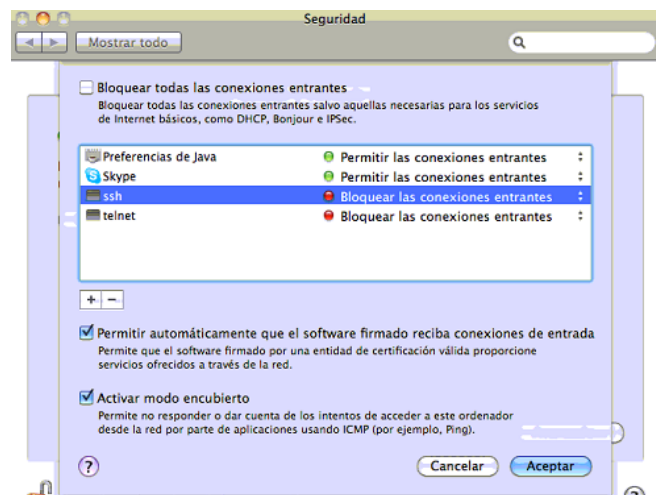 Seguridad
Mostrar todo
Bloquear todas las conexiones entrantes
Bloquear todas las conexiones entrantes salvo aquellas necesarias para los servicios
de Internet básicos, como DHCP, Bonjour e IPSec.
Preferencias de Java Permitir las conexiones entrantes
Skype Permitir las conexiones entrantes
ssh Bloquear las conexiones entrantes
telnet Bloquear las conexiones entrantes
+ −
Permitir automáticamente que el software firmado reciba conexiones de entrada
Permite que el software firmado por una entidad de certificación válida proporcione
servicios ofrecidos a través de la red.
Activar modo encubierto
Permite no responder o dar cuenta de los intentos de acceder a este ordenador
desde la red por parte de aplicaciones usando ICMP (por ejemplo, Ping).
? Cancelar Aceptar